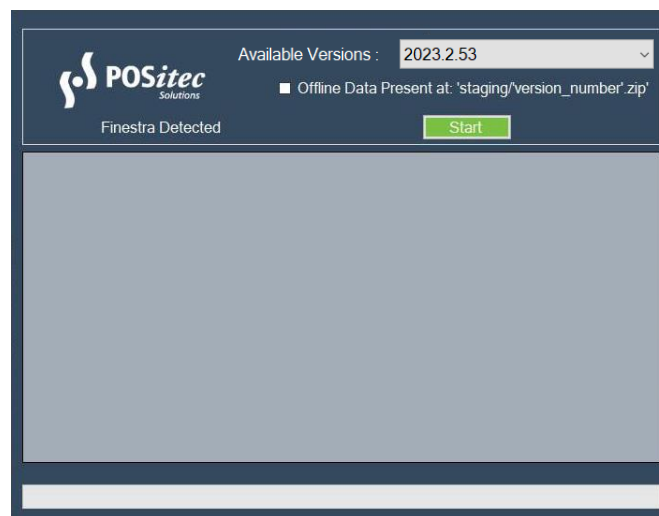 POSitec
Solutions
Available Versions : 2023.2.53
Offline Data Present at: 'staging/'version_number'.zip'
Finestra Detected
Start